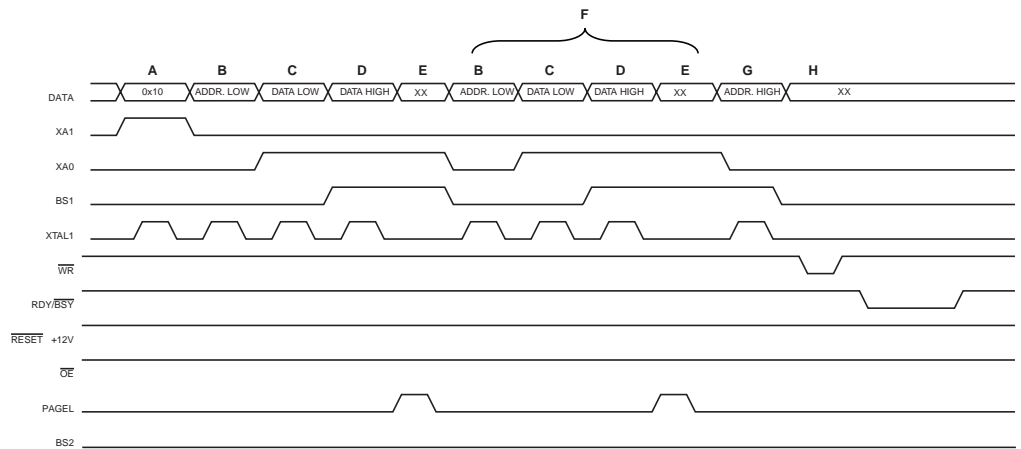 F
A B C D E B C D E G H
DATA 0x10 ADDR. LOW DATA LOW DATA HIGH XX ADDR. LOW DATA LOW DATA HIGH XX ADDR. HIGH XX
XA1
XA0
BS1
XTAL1
WR
RDY/BSY
RESET +12V
OE
PAGEL
BS2